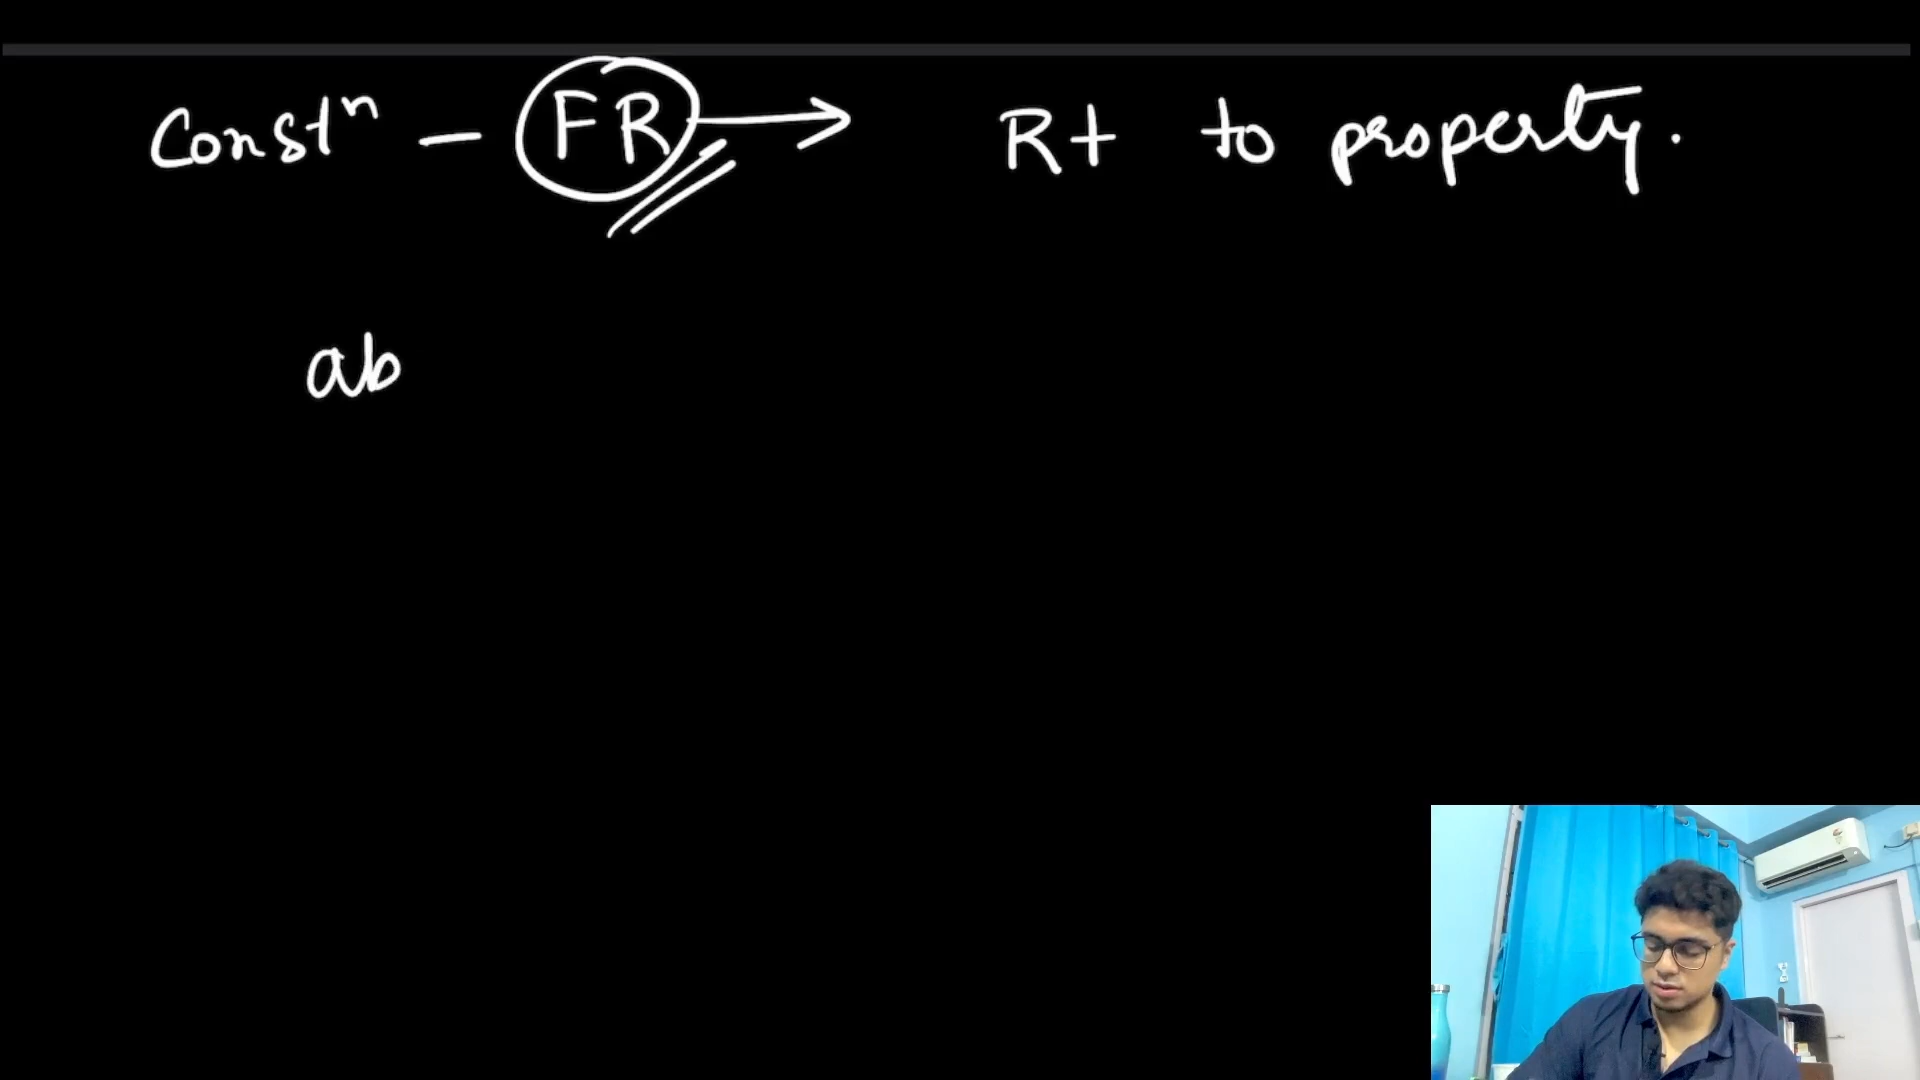 Constⁿ - FR → Rt to property.
ab